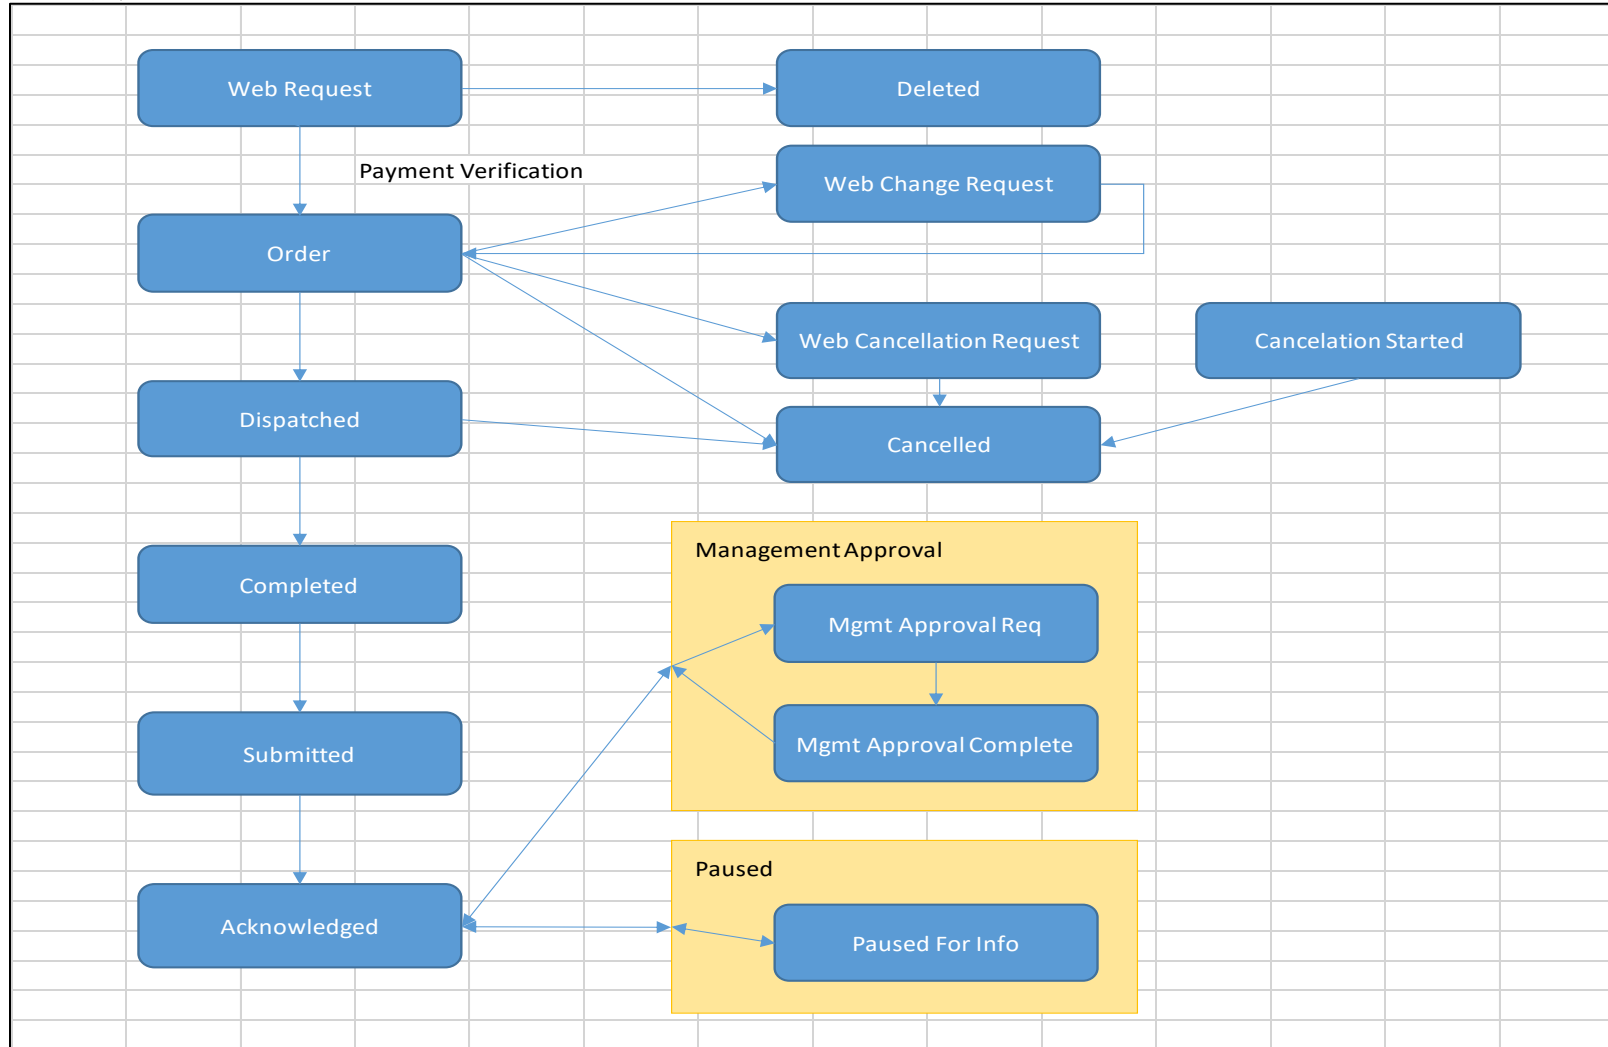 Web Request
Deleted
Payment Verification
Web Change Request
Order
Web Cancellation Request
Cancelation Started
Dispatched
Cancelled
Management Approval
Completed
Mgmt Approval Req
Submitted
Mgmt Approval Complete
Paused
Acknowledged
Paused For Info